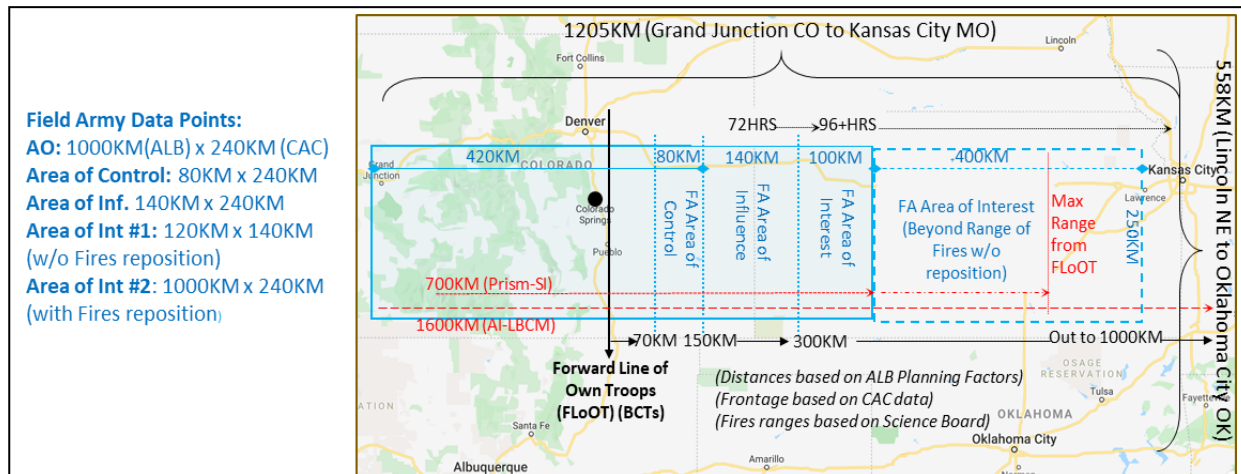 Field Army Data Points:
AO: 1000KM(ALB) x 240KM (CAC)
Area of Control: 80KM x 240KM
Area of Inf. 140KM x 240KM
Area of Int #1: 120KM x 140KM
(w/o Fires reposition)
Area of Int #2: 1000KM x 240KM
(with Fires reposition)
1205KM (Grand Junction CO to Kansas City MO)
Lincoln
Fort Collins
558KM (Lincoln NE to Oklahoma City OK)
72HRS
96+HRS
Denver
420KM
COLORADO
80KM
140KM
100KM
-400KM
Grand
Junction
Kansas City
Lawrence
Colorado
Springs
Pueblo
FA Area of
Control
FA Area of
Influence
FA Area of
Interest
FA Area of Interest
(Beyond Range of
Fires w/o
reposition)
Max
Range
from
FLoOT
250KM
700KM (Prism-SI)
1600KM (AI-LBCM)
70KM
150KM
300KM
Out to 1000KM
Forward Line of
Own Troops
(FLoOT) (BCTs)
(Distances based on ALB Planning Factors)
(Frontage based on CAC data)
(Fires ranges based on Science Board)
OSAGE
RESERVATION
Tulsa
Fayetteville
ATION
Santa Fe
OKLAHOMA
Oklahoma City
Albuquerque
Amarillo